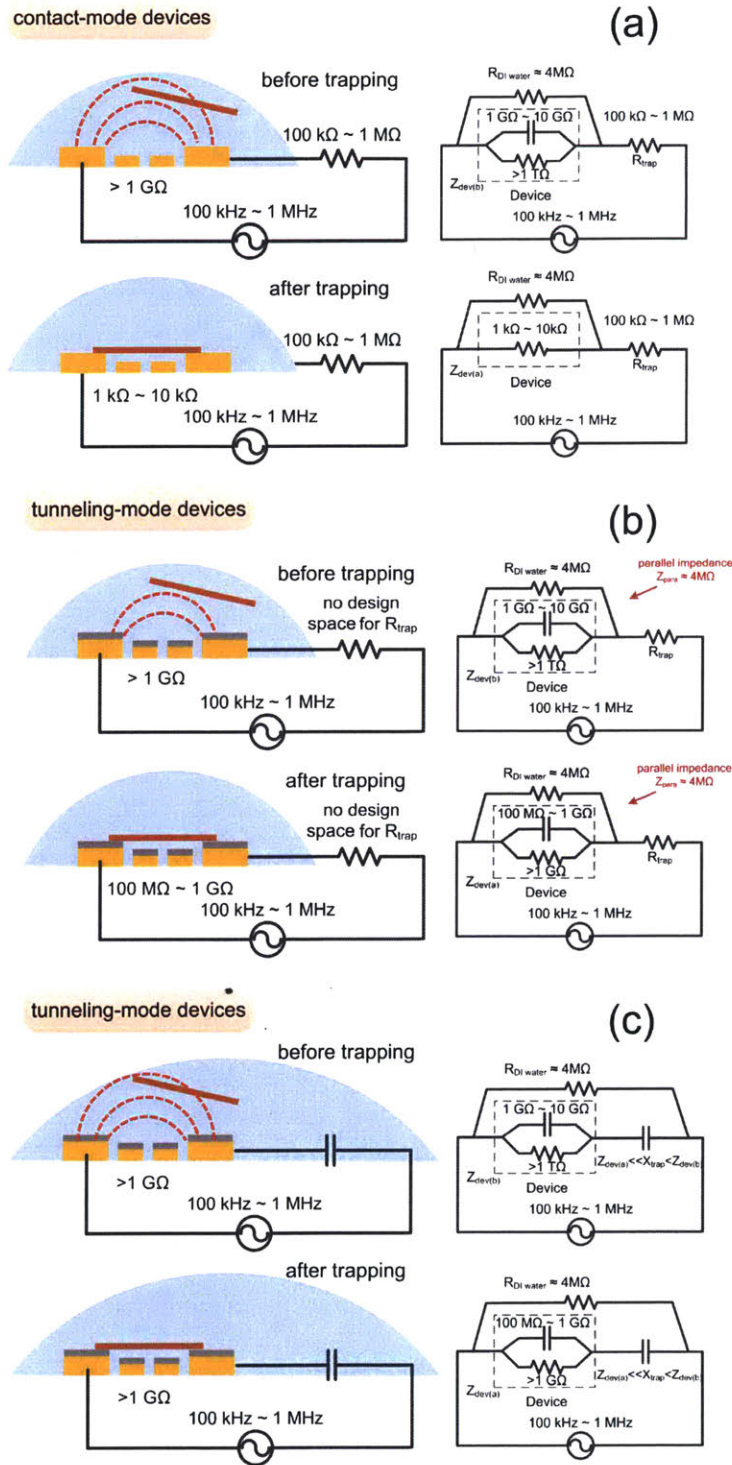 contact-mode devices
(a)
before trapping
100 kΩ ~ 1 MΩ
> 1 GΩ
100 kHz ~ 1 MHz
R_DI water ≈ 4MΩ
1 GΩ ~ 10 GΩ
100 kΩ ~ 1 MΩ
>1 TΩ
R_trap
Z_dev(b)
Device
100 kHz ~ 1 MHz
after trapping
100 kΩ ~ 1 MΩ
1 kΩ ~ 10 kΩ
100 kHz ~ 1 MHz
R_DI water ≈ 4MΩ
1 kΩ ~ 10kΩ
100 kΩ ~ 1 MΩ
R_trap
Z_dev(a)
Device
100 kHz ~ 1 MHz
tunneling-mode devices
(b)
before trapping
no design
space for R_trap
> 1 GΩ
100 kHz ~ 1 MHz
R_DI water ≈ 4MΩ
parallel impedance
Z_para ≈ 4MΩ
1 GΩ ~ 10 GΩ
>1 TΩ
R_trap
Z_dev(b)
Device
100 kHz ~ 1 MHz
after trapping
no design
space for R_trap
100 MΩ ~ 1 GΩ
100 kHz ~ 1 MHz
R_DI water ≈ 4MΩ
parallel impedance
Z_para ≈ 4MΩ
100 MΩ ~ 1 GΩ
>1 GΩ
R_trap
Z_dev(a)
Device
100 kHz ~ 1 MHz
tunneling-mode devices
(c)
before trapping
>1 GΩ
100 kHz ~ 1 MHz
R_DI water ≈ 4MΩ
1 GΩ ~ 10 GΩ
>1 TΩ
Z_dev(a)<<X_trap<Z_dev(b)
Z_dev(b)
Device
100 kHz ~ 1 MHz
after trapping
>1 GΩ
100 kHz ~ 1 MHz
R_DI water ≈ 4MΩ
100 MΩ ~ 1 GΩ
>1 GΩ
Z_dev(a)<<X_trap<Z_dev(b)
Z_dev(a)
Device
100 kHz ~ 1 MHz